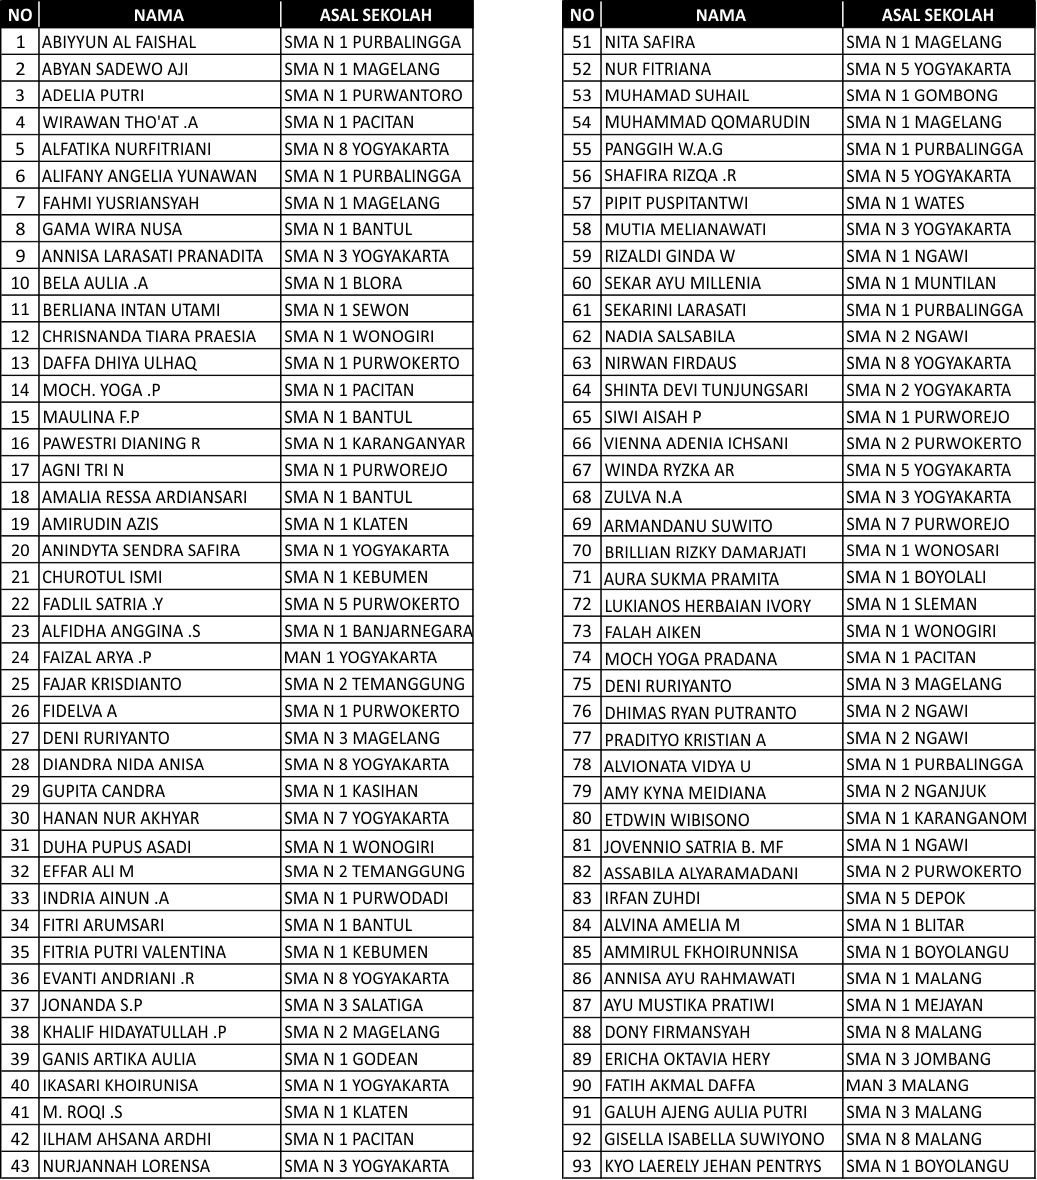 NO NAMA ASAL SEKOLAH
1 ABIYYUN AL FAISHAL SMA N 1 PURBALINGGA
2 ABYAN SADEWO AJI SMA N 1 MAGELANG
3 ADELIA PUTRI SMA N 1 PURWANTORO
4 WIRAWAN THO'AT .A SMA N 1 PACITAN
5 ALFATIKA NURFITRIANI SMA N 8 YOGYAKARTA
6 ALIFANY ANGELIA YUNAWAN SMA N 1 PURBALINGGA
7 FAHMI YUSRIANSYAH SMA N 1 MAGELANG
8 GAMA WIRA NUSA SMA N 1 BANTUL
9 ANNISA LARASATI PRANADITA SMA N 3 YOGYAKARTA
10 BELA AULIA .A SMA N 1 BLORA
11 BERLIANA INTAN UTAMI SMA N 1 SEWON
12 CHRISNANDA TIARA PRAESIA SMA N 1 WONOGIRI
13 DAFFA DHIYA ULHAQ SMA N 1 PURWOKERTO
14 MOCH. YOGA .P SMA N 1 PACITAN
15 MAULINA F.P SMA N 1 BANTUL
16 PAWESTRI DIANING R SMA N 1 KARANGANYAR
17 AGNI TRI N SMA N 1 PURWOREJO
18 AMALIA RESSA ARDIANSARI SMA N 1 BANTUL
19 AMIRUDIN AZIS SMA N 1 KLATEN
20 ANINDYTA SENDRA SAFIRA SMA N 1 YOGYAKARTA
21 CHUROTUL ISMI SMA N 1 KEBUMEN
22 FADLIL SATRIA .Y SMA N 5 PURWOKERTO
23 ALFIDHA ANGGINA .S SMA N 1 BANJARNEGARA
24 FAIZAL ARYA .P MAN 1 YOGYAKARTA
25 FAJAR KRISDIANTO SMA N 2 TEMANGGUNG
26 FIDELVA A SMA N 1 PURWOKERTO
27 DENI RURIYANTO SMA N 3 MAGELANG
28 DIANDRA NIDA ANISA SMA N 8 YOGYAKARTA
29 GUPITA CANDRA SMA N 1 KASIHAN
30 HANAN NUR AKHYAR SMA N 7 YOGYAKARTA
31 DUHA PUPUS ASADI SMA N 1 WONOGIRI
32 EFFAR ALI M SMA N 2 TEMANGGUNG
33 INDRIA AINUN .A SMA N 1 PURWODADI
34 FITRI ARUMSARI SMA N 1 BANTUL
35 FITRIA PUTRI VALENTINA SMA N 1 KEBUMEN
36 EVANTI ANDRIANI .R SMA N 8 YOGYAKARTA
37 JONANDA S.P SMA N 3 SALATIGA
38 KHALIF HIDAYATULLAH .P SMA N 2 MAGELANG
39 GANIS ARTIKA AULIA SMA N 1 GODEAN
40 IKASARI KHOIRUNISA SMA N 1 YOGYAKARTA
41 M. ROQI .S SMA N 1 KLATEN
42 ILHAM AHSANA ARDHI SMA N 1 PACITAN
43 NURJANNAH LORENSA SMA N 3 YOGYAKARTA
NO NAMA ASAL SEKOLAH
51 NITA SAFIRA SMA N 1 MAGELANG
52 NUR FITRIANA SMA N 5 YOGYAKARTA
53 MUHAMAD SUHAIL SMA N 1 GOMBONG
54 MUHAMMAD QOMARUDIN SMA N 1 MAGELANG
55 PANGGIH W.A.G SMA N 1 PURBALINGGA
56 SHAFIRA RIZQA .R SMA N 5 YOGYAKARTA
57 PIPIT PUSPITANTWI SMA N 1 WATES
58 MUTIA MELIANAWATI SMA N 3 YOGYAKARTA
59 RIZALDI GINDA W SMA N 1 NGAWI
60 SEKAR AYU MILLENIA SMA N 1 MUNTILAN
61 SEKARINI LARASATI SMA N 1 PURBALINGGA
62 NADIA SALSABILA SMA N 2 NGAWI
63 NIRWAN FIRDAUS SMA N 8 YOGYAKARTA
64 SHINTA DEVI TUNJUNGSARI SMA N 2 YOGYAKARTA
65 SIWI AISAH P SMA N 1 PURWOREJO
66 VIENNA ADENIA ICHSANI SMA N 2 PURWOKERTO
67 WINDA RYZKA AR SMA N 5 YOGYAKARTA
68 ZULVA N.A SMA N 3 YOGYAKARTA
69 ARMANDANU SUWITO SMA N 7 PURWOREJO
70 BRILLIAN RIZKY DAMARJATI SMA N 1 WONOSARI
71 AURA SUKMA PRAMITA SMA N 1 BOYOLALI
72 LUKIANOS HERBAIAN IVORY SMA N 1 SLEMAN
73 FALAH AIKEN SMA N 1 WONOGIRI
74 MOCH YOGA PRADANA SMA N 1 PACITAN
75 DENI RURIYANTO SMA N 3 MAGELANG
76 DHIMAS RYAN PUTRANTO SMA N 2 NGAWI
77 PRADITYO KRISTIAN A SMA N 2 NGAWI
78 ALVIONATA VIDYA U SMA N 1 PURBALINGGA
79 AMY KYNA MEIDIANA SMA N 2 NGANJUK
80 ETDWIN WIBISONO SMA N 1 KARANGANOM
81 JOVENNIO SATRIA B. MF SMA N 1 NGAWI
82 ASSABILA ALYARAMADANI SMA N 2 PURWOKERTO
83 IRFAN ZUHDI SMA N 5 DEPOK
84 ALVINA AMELIA M SMA N 1 BLITAR
85 AMMIRUL FKHOIRUNNISA SMA N 1 BOYOLANGU
86 ANNISA AYU RAHMAWATI SMA N 1 MALANG
87 AYU MUSTIKA PRATIWI SMA N 1 MEJAYAN
88 DONY FIRMANSYAH SMA N 8 MALANG
89 ERICHA OKTAVIA HERY SMA N 3 JOMBANG
90 FATIH AKMAL DAFFA MAN 3 MALANG
91 GALUH AJENG AULIA PUTRI SMA N 3 MALANG
92 GISELLA ISABELLA SUWIYONO SMA N 8 MALANG
93 KYO LAERELY JEHAN PENTRYS SMA N 1 BOYOLANGU